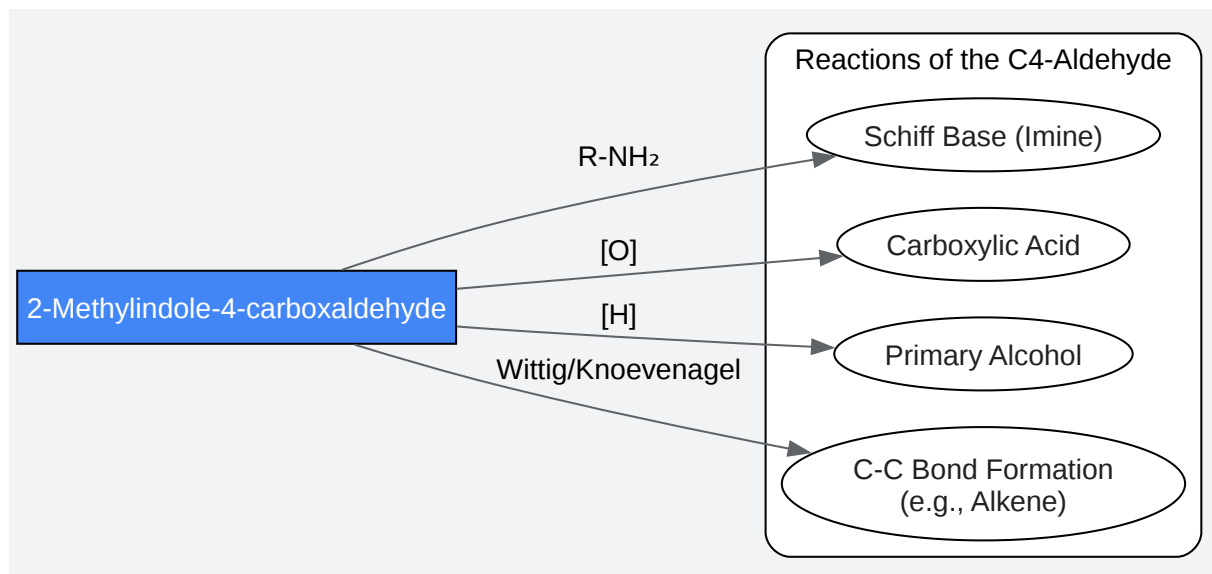 Reactions of the C4-Aldehyde
Schiff Base (Imine)
R-NH₂
Carboxylic Acid
[O]
2-Methylindole-4-carboxaldehyde
[H]
Primary Alcohol
Wittig/Knoevenagel
C-C Bond Formation
(e.g., Alkene)